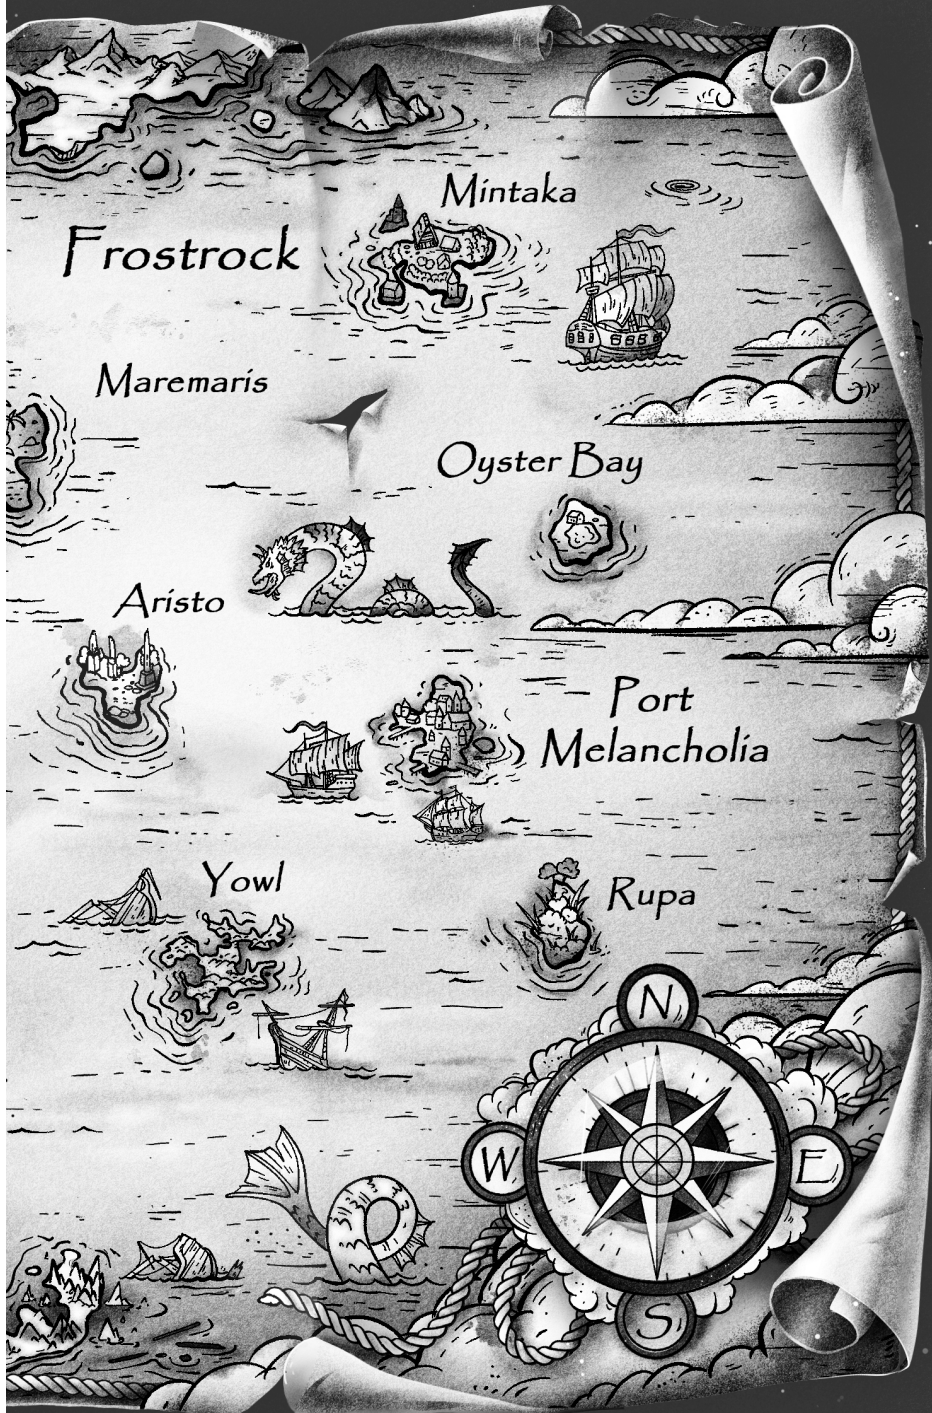 Mintaka
Frostrock
Maremaris
Oyster Bay
Aristo
Port
Melancholia
Yowl
Rupa
N
W
E
S